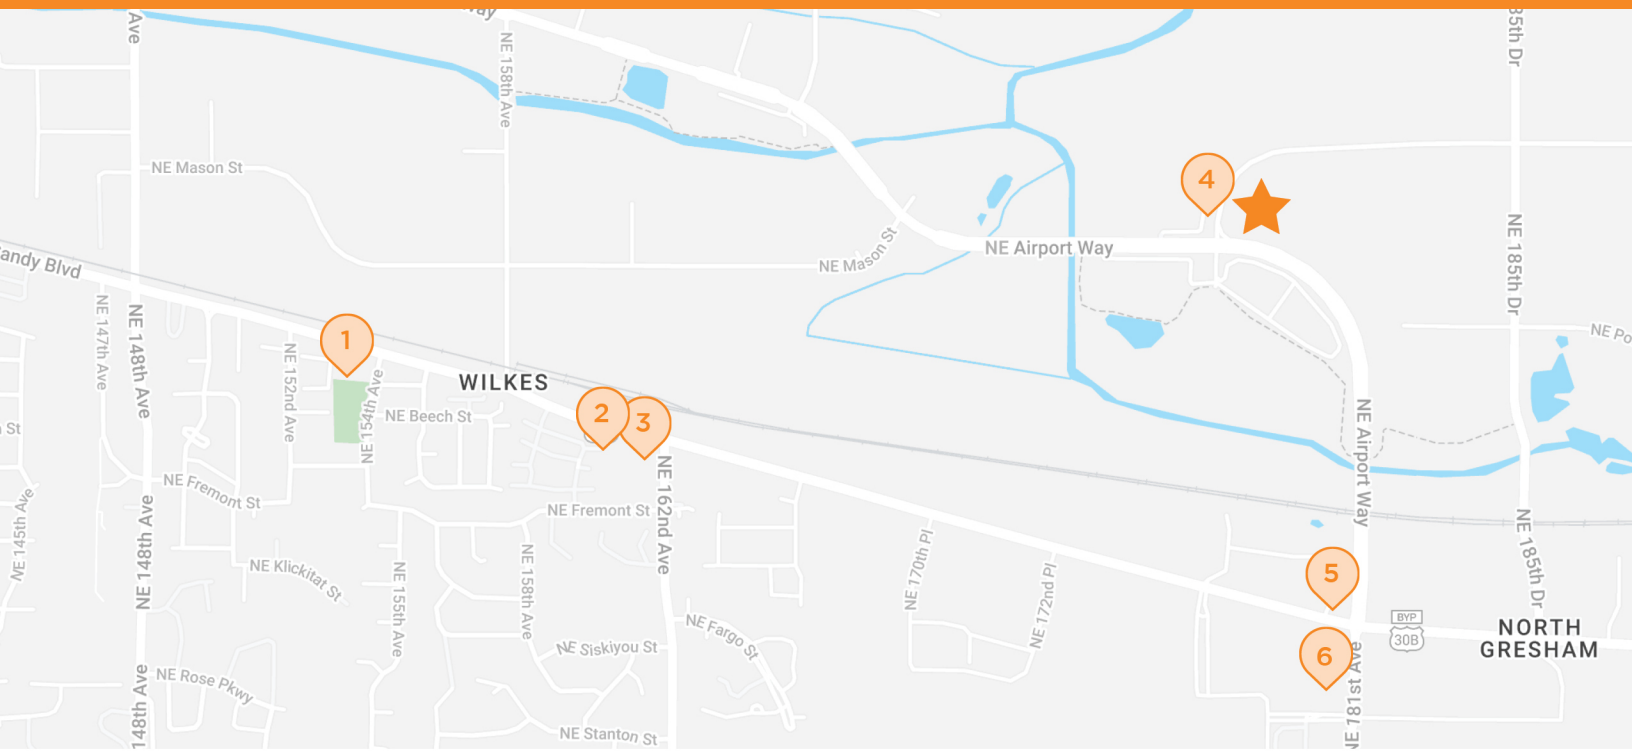 Ave
way
NE 158th Ave
85th Dr
NE Mason St
4
NE 185th Dr
NE Mason St
NE Airport Way
andy Blvd
NE 147th Ave
NE 148th Ave
1
NE 152nd Ave
NE 154th Ave
WILKES
NE Beech St
2
3
NE Po
St
NE Airport Way
NE 162nd Ave
NE Fremont St
NE Fremont St
NE 145th Ave
NE 148th Ave
NE Klickitat St
NE 155th Ave
NE 158th Ave
NE 170th Pl
NE 172nd Pl
5
NE 185th Dr
BYP
30B
NORTH
GRESHAM
NE Siskiyou St
NE Fargo St
6
NE 181st Ave
148th Ave
NE Rose Pkwy
NE Stanton St